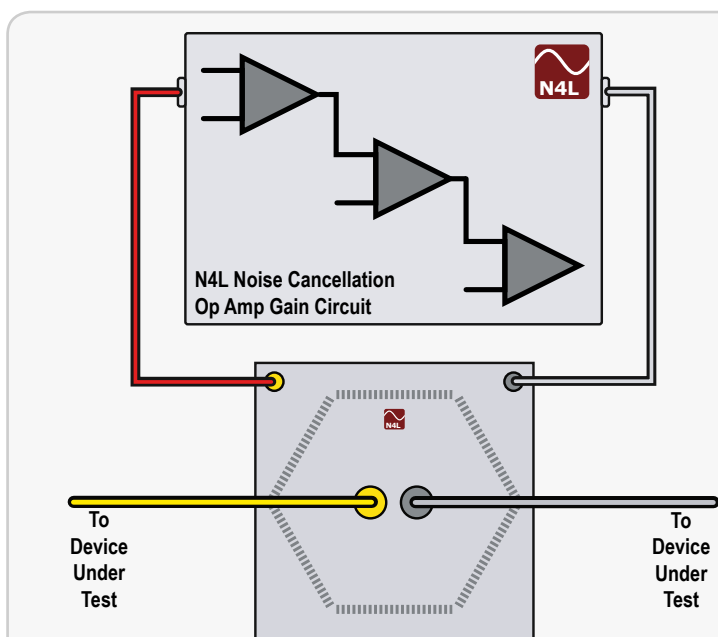 N4L
N4L Noise Cancellation
Op Amp Gain Circuit
N4L
To
Device
Under
Test
To
Device
Under
Test